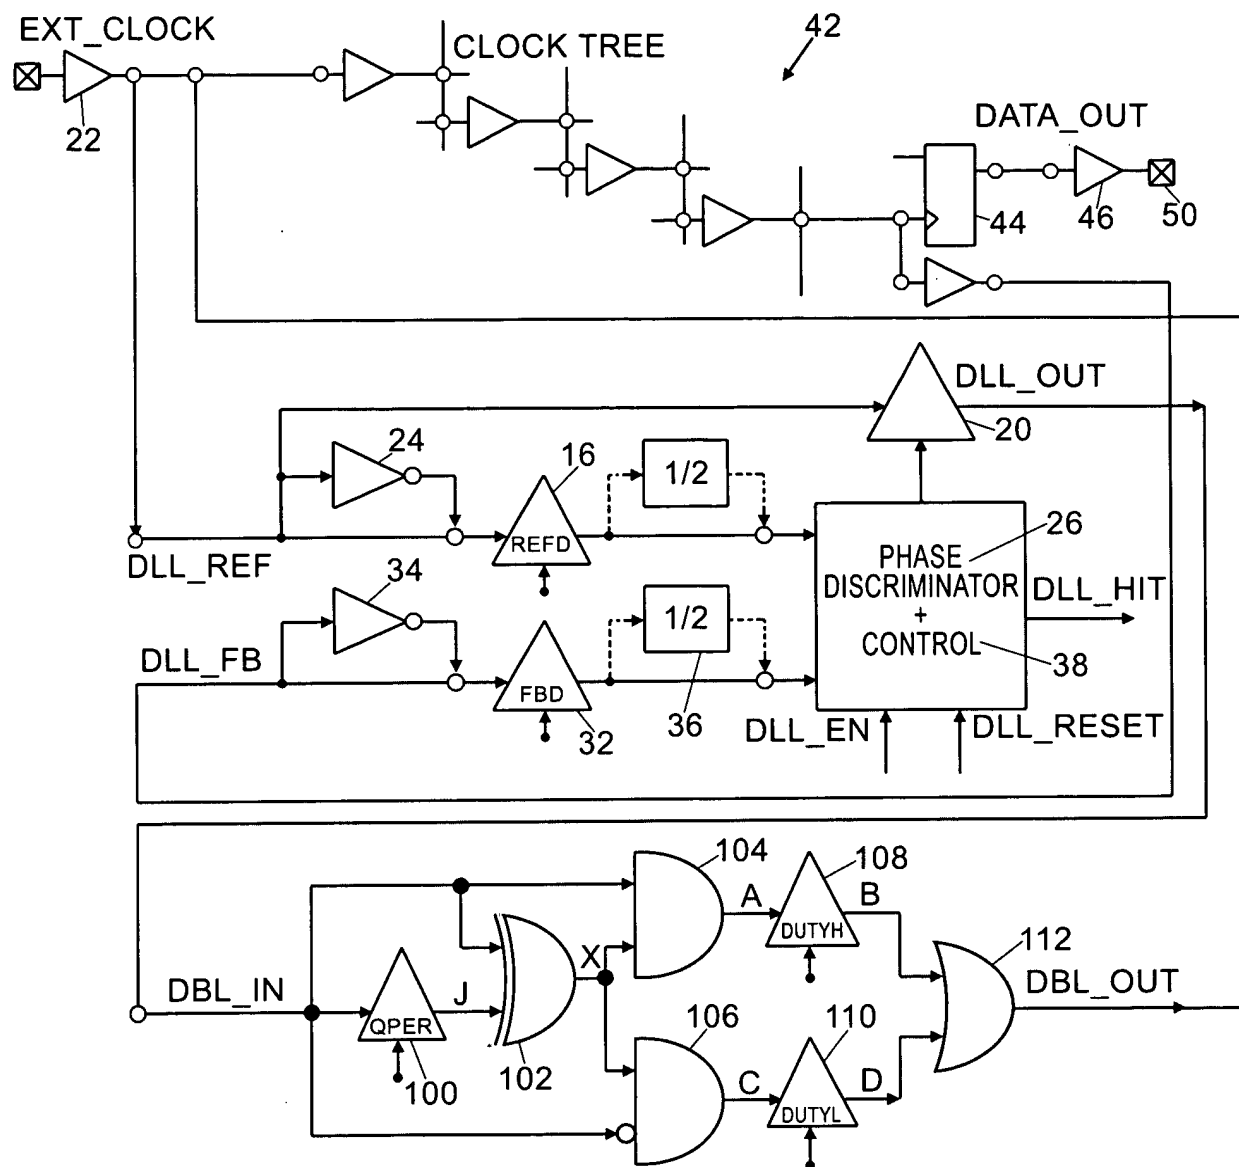 EXT_CLOCK
22
CLOCK TREE
42
DATA_OUT
44
46
50
DLL_OUT
20
24
16
1/2
REFD
DLL_REF
PHASE
DISCRIMINATOR
+
CONTROL
26
38
DLL_HIT
34
1/2
DLL_FB
FBD
32
36
DLL_EN
DLL_RESET
104
108
A
B
DUTYH
112
X
DBL_IN
J
QPER
100
102
DBL_OUT
106
110
C
D
DUTYL